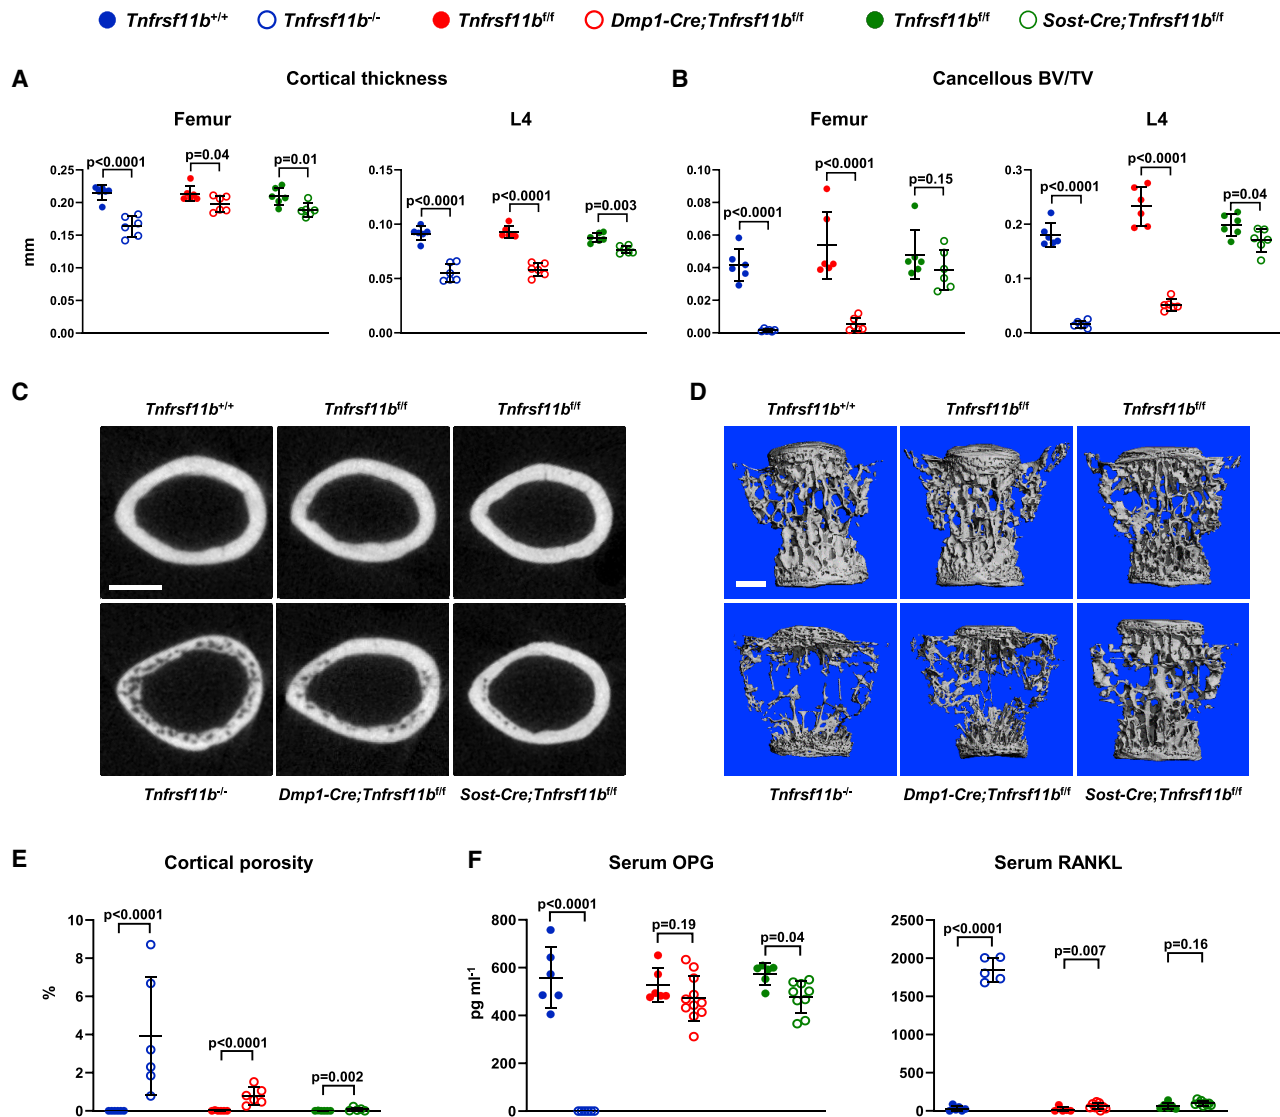 Tnfrsf11b+/+ Tnfrsf11b-/- Tnfrsf11bf/f Dmp1-Cre;Tnfrsf11bf/f Tnfrsf11bf/f Sost-Cre;Tnfrsf11bf/f
A Cortical thickness
Femur L4
p<0.0001 p=0.04 p=0.01
p<0.0001 p<0.0001 p=0.003
mm
0.25
0.20
0.15
0.10
0.05
0.00
0.15
0.10
0.05
0.00
B Cancellous BV/TV
Femur L4
p<0.0001 p<0.0001 p=0.15
p<0.0001 p<0.0001 p=0.04
0.10
0.08
0.06
0.04
0.02
0.00
0.3
0.2
0.1
0.0
C
Tnfrsf11b+/+ Tnfrsf11bf/f Tnfrsf11bf/f
Tnfrsf11b-/- Dmp1-Cre;Tnfrsf11bf/f Sost-Cre;Tnfrsf11bf/f
D
Tnfrsf11b+/+ Tnfrsf11bf/f Tnfrsf11bf/f
Tnfrsf11b-/- Dmp1-Cre;Tnfrsf11bf/f Sost-Cre;Tnfrsf11bf/f
E Cortical porosity
p<0.0001 p<0.0001 p=0.002
%
10
8
6
4
2
0
F Serum OPG
p<0.0001 p=0.19 p=0.04
pg ml-1
800
600
400
200
0
Serum RANKL
p<0.0001 p=0.007 p=0.16
2500
2000
1500
1000
500
0